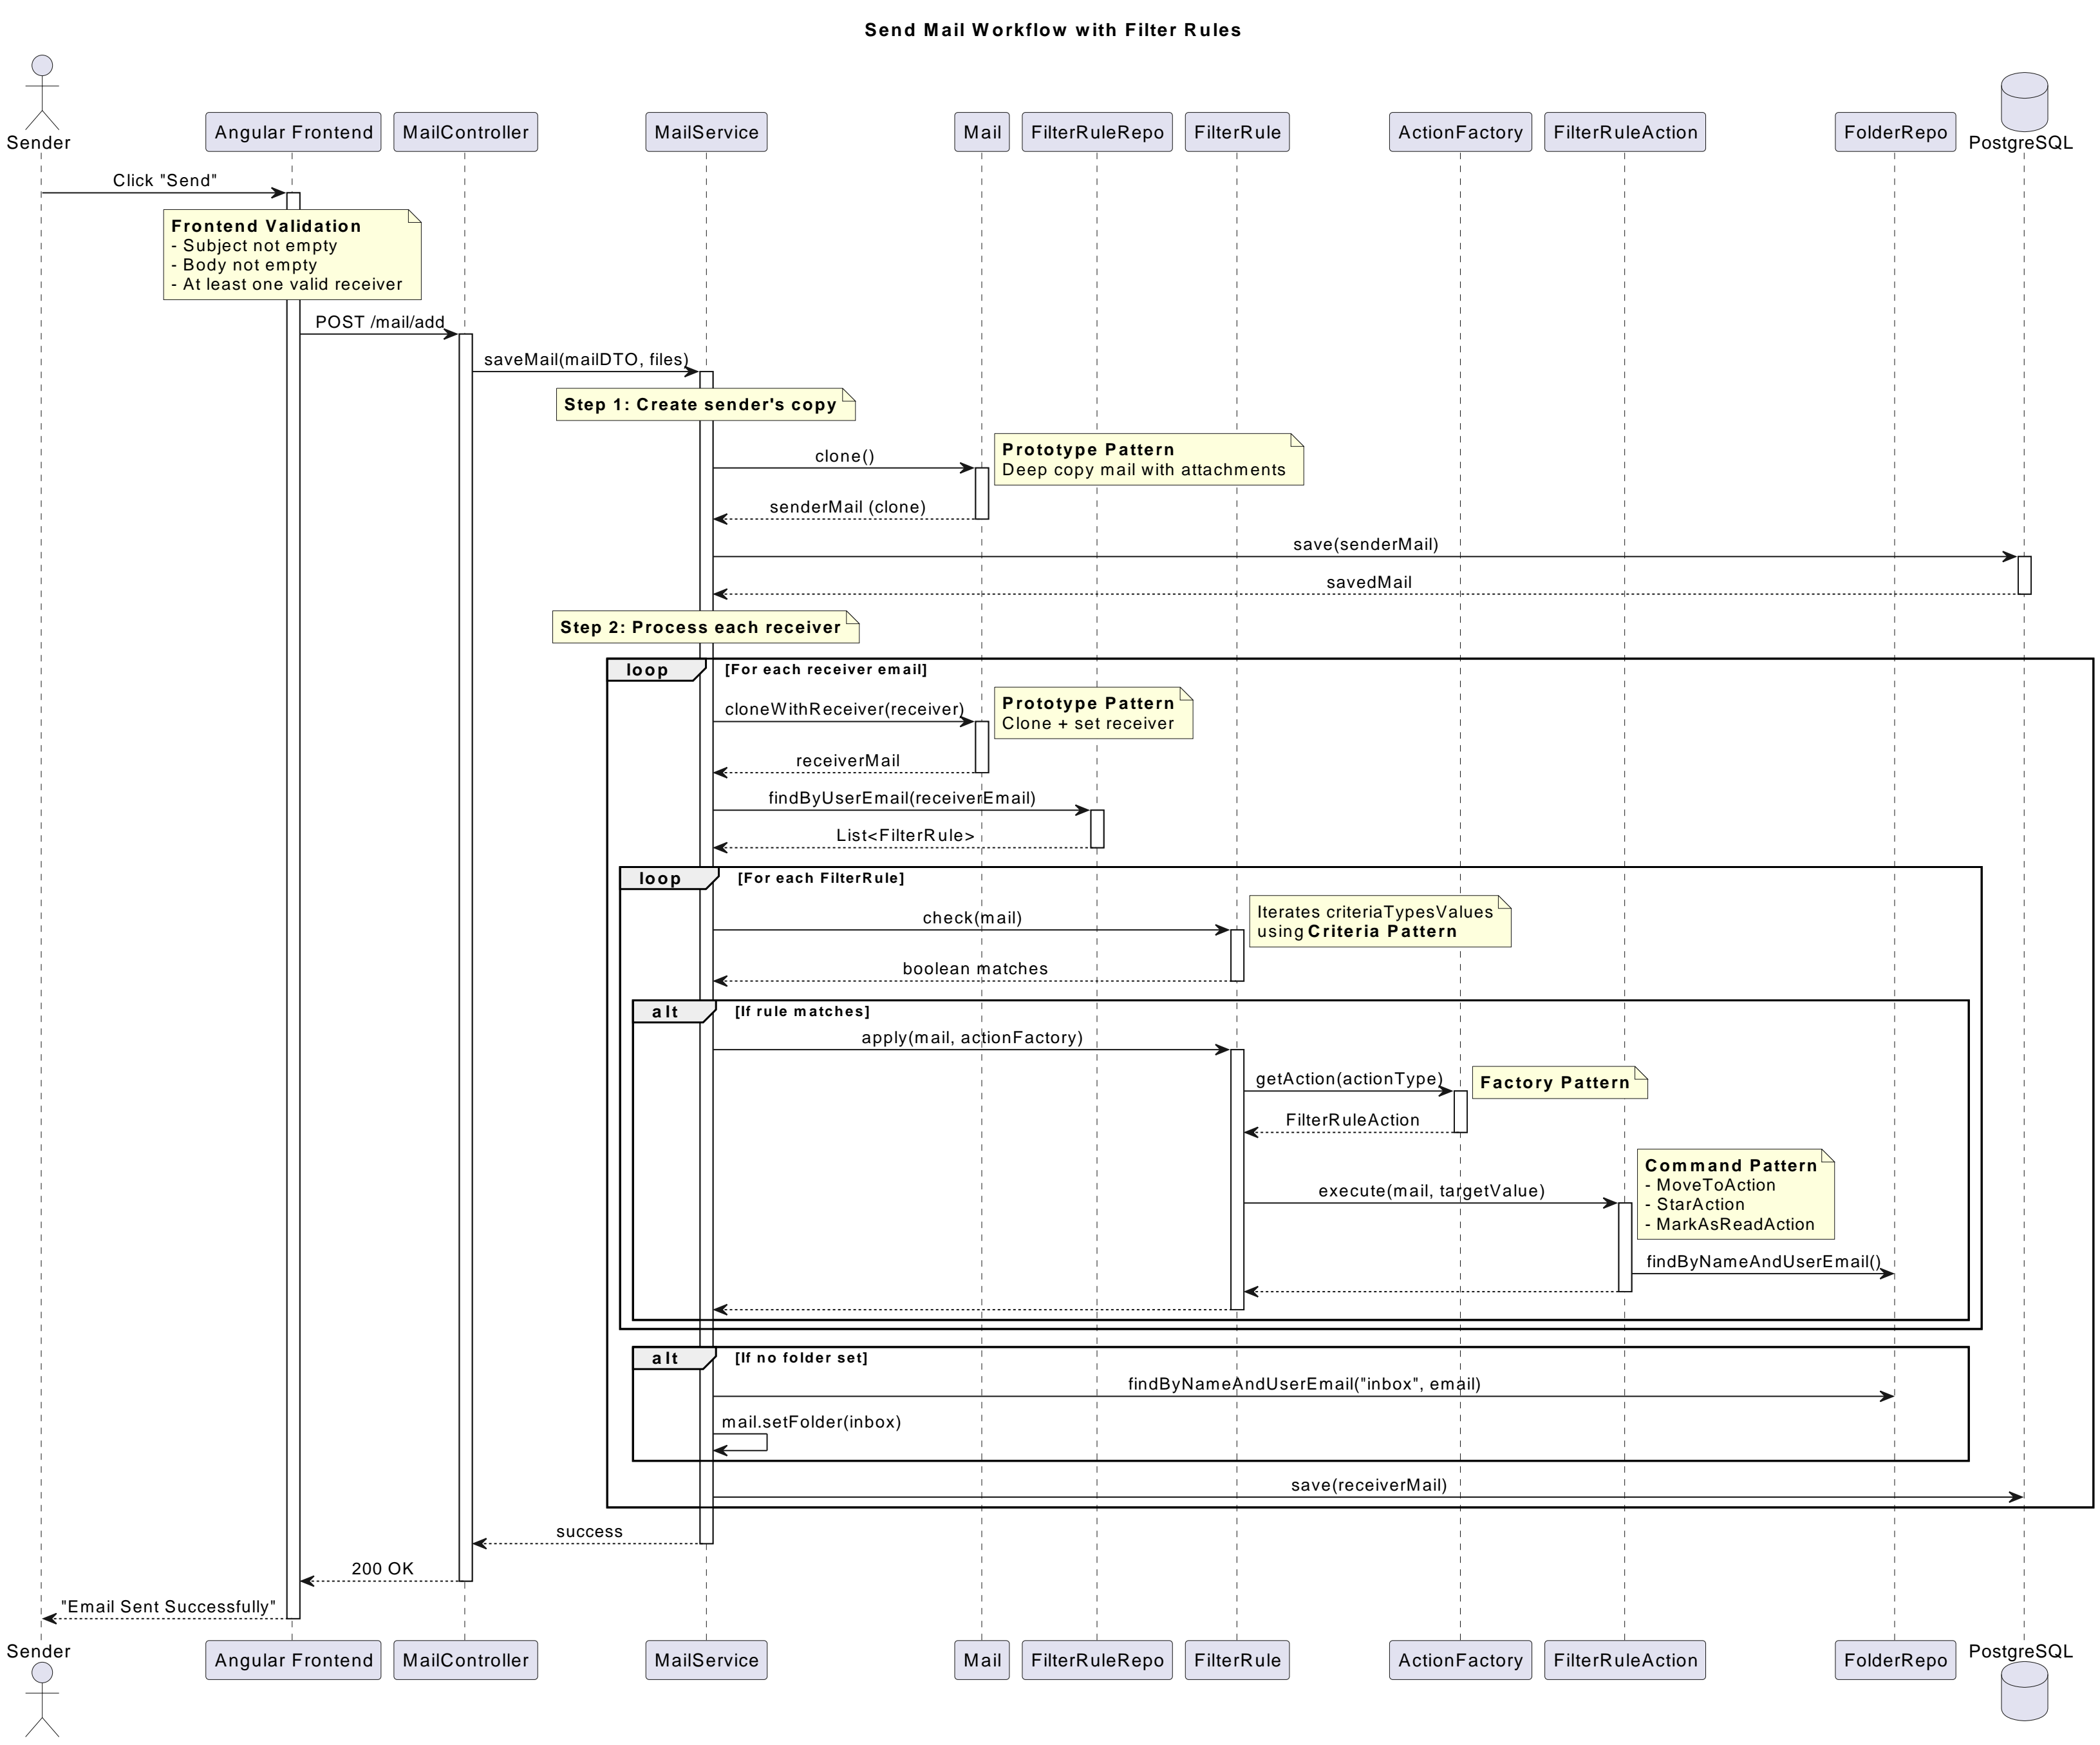 Send Mail Workflow with Filter Rules
Sender
Angular Frontend
MailController
MailService
Mail
FilterRuleRepo
FilterRule
ActionFactory
FilterRuleAction
FolderRepo
PostgreSQL
Click "Send"
Frontend Validation
- Subject not empty
- Body not empty
- At least one valid receiver
POST /mail/add
saveMail(mailDTO, files)
Step 1: Create sender's copy
clone()
Prototype Pattern
Deep copy mail with attachments
senderMail (clone)
save(senderMail)
savedMail
Step 2: Process each receiver
loop
[For each receiver email]
cloneWithReceiver(receiver)
Prototype Pattern
Clone + set receiver
receiverMail
findByUserEmail(receiverEmail)
List<FilterRule>
loop
[For each FilterRule]
check(mail)
Iterates criteriaTypesValues
using Criteria Pattern
boolean matches
alt
[If rule matches]
apply(mail, actionFactory)
getAction(actionType)
Factory Pattern
FilterRuleAction
Command Pattern
- MoveToAction
- StarAction
- MarkAsReadAction
execute(mail, targetValue)
findByNameAndUserEmail()
alt
[If no folder set]
findByNameAndUserEmail("inbox", email)
mail.setFolder(inbox)
save(receiverMail)
success
200 OK
"Email Sent Successfully"
Sender
Angular Frontend
MailController
MailService
Mail
FilterRuleRepo
FilterRule
ActionFactory
FilterRuleAction
FolderRepo
PostgreSQL